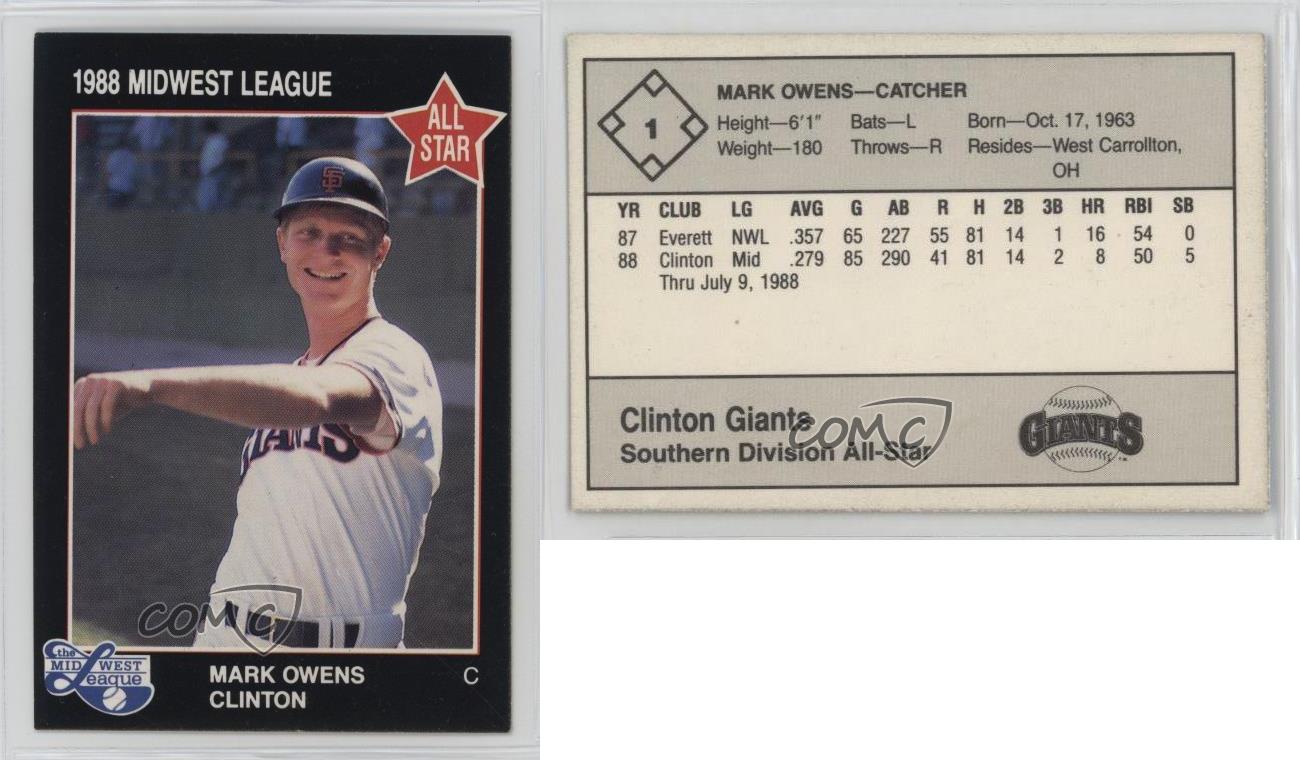 1988 MIDWEST LEAGUE
ALL
STAR
SF
GIANTS
COMC
the
MIDWEST
League
MARK OWENS
CLINTON
C
1
MARK OWENS—CATCHER
Height—6'1" Bats—L Born—Oct. 17, 1963
Weight—180 Throws—R Resides—West Carrollton,
OH
YR CLUB LG AVG G AB R H 2B 3B HR RBI SB
87 Everett NWL .357 65 227 55 81 14 1 16 54 0
88 Clinton Mid .279 85 290 41 81 14 2 8 50 5
Thru July 9, 1988
Clinton Giants
Southern Division All-Star
COMC
GIANTS